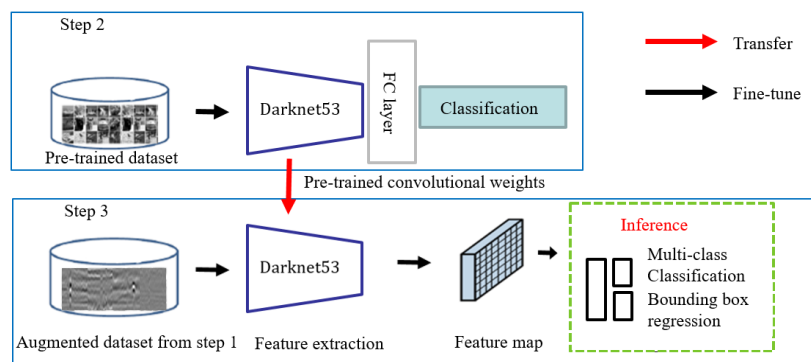 Step 2
Transfer
Fine-tune
Darknet53
FC layer
Classification
Pre-trained dataset
Pre-trained convolutional weights
Step 3
Inference
Darknet53
Multi-class
Classification
Bounding box
regression
Augmented dataset from step 1
Feature extraction
Feature map